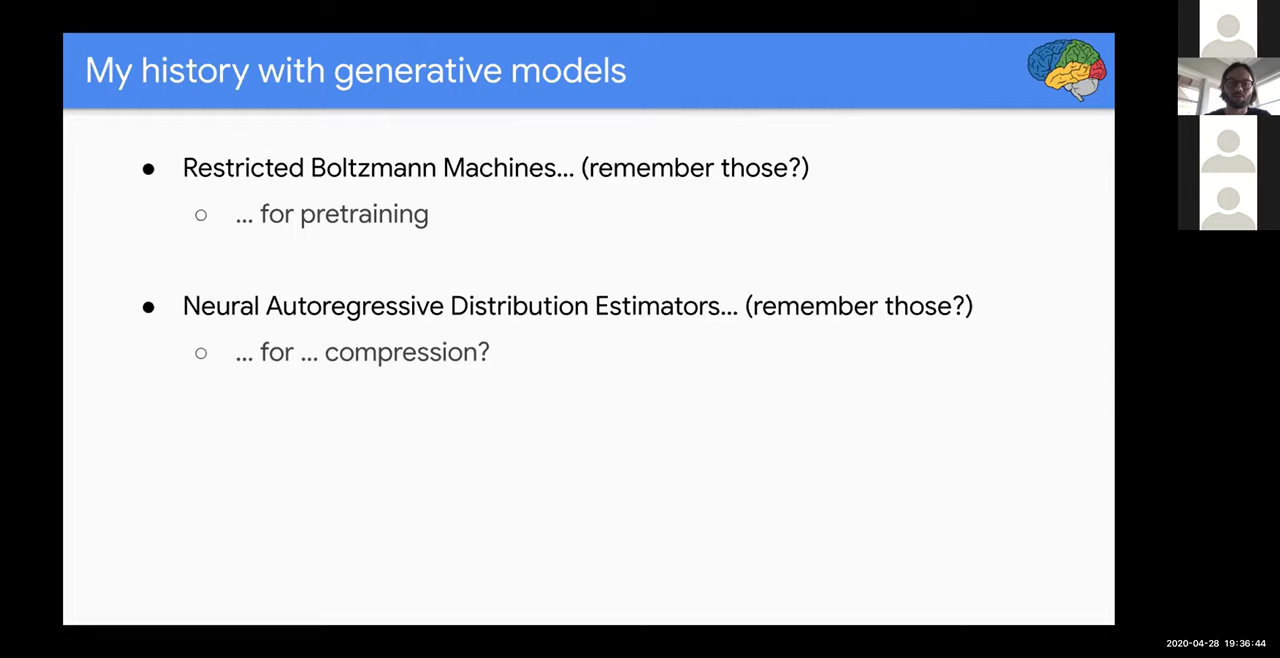 My history with generative models
● Restricted Boltzmann Machines... (remember those?)
○ ... for pretraining
● Neural Autoregressive Distribution Estimators... (remember those?)
○ ... for ... compression?
2020-04-28 19:36:44